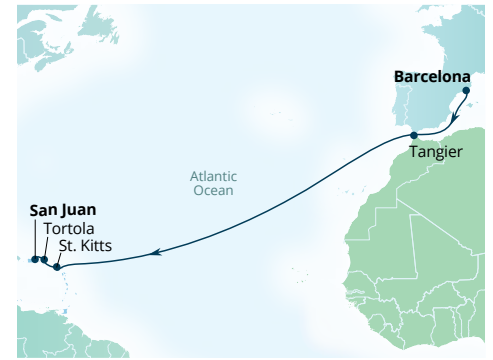 Barcelona
Tangier
Atlantic
Ocean
San Juan
Tortola
St. Kitts